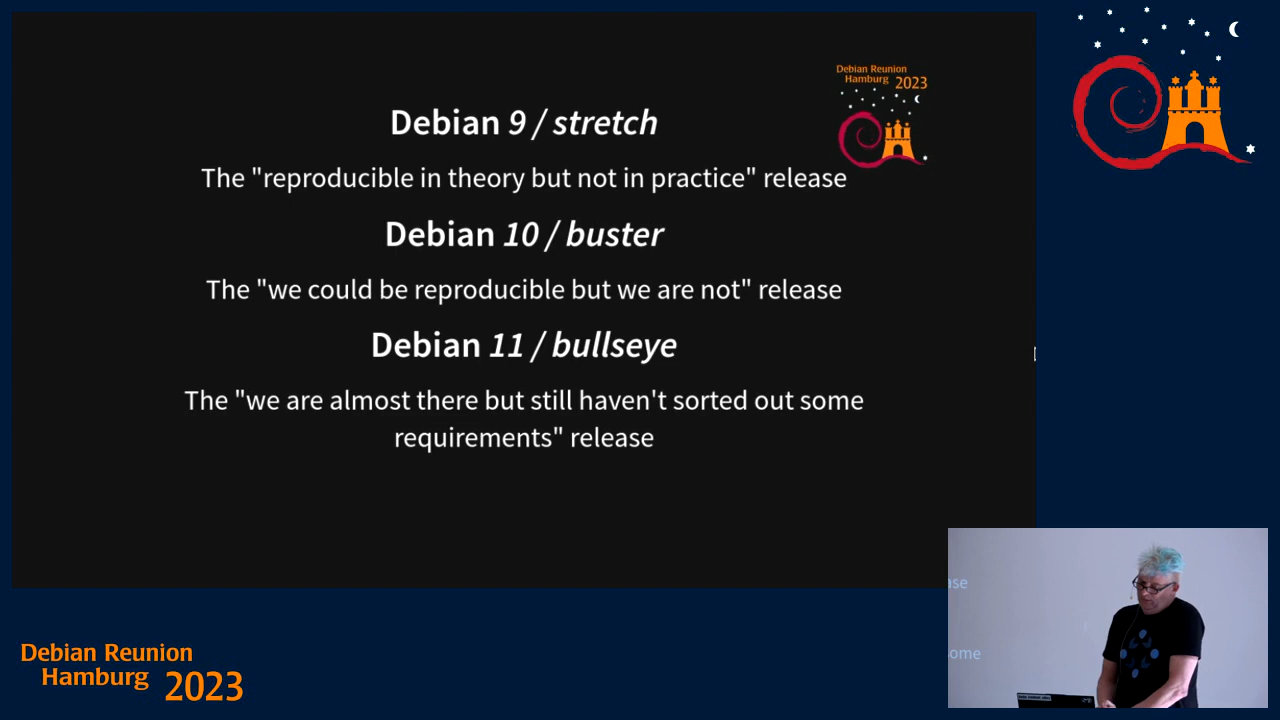 Debian Reunion
Hamburg 2023
Debian 9 / stretch
The "reproducible in theory but not in practice" release
Debian 10 / buster
The "we could be reproducible but we are not" release
Debian 11 / bullseye
The "we are almost there but still haven't sorted out some
requirements" release
ase
ome
Debian Reunion
Hamburg 2023